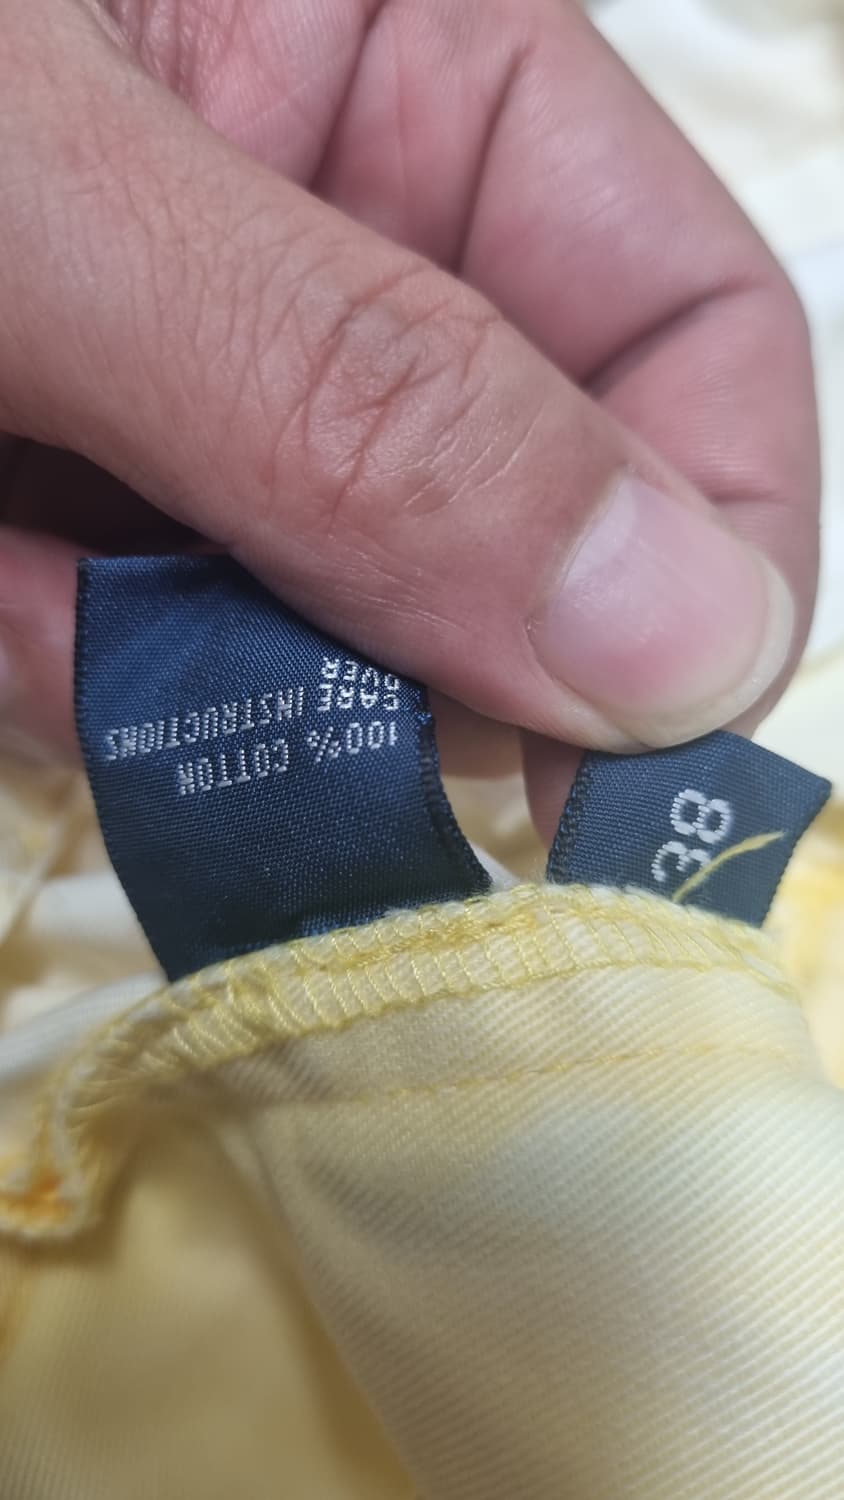 100% COTTON
CARE INSTRUCTIONS
OVER
38